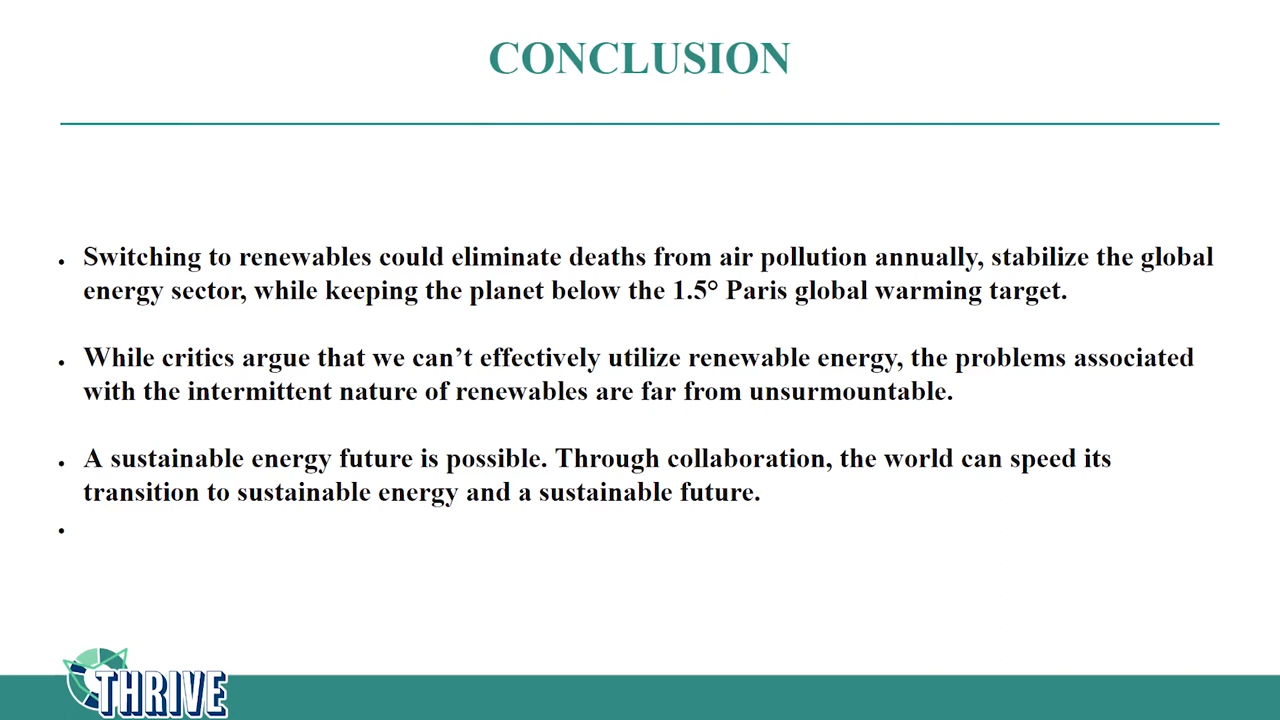 CONCLUSION
• Switching to renewables could eliminate deaths from air pollution annually, stabilize the global
energy sector, while keeping the planet below the 1.5° Paris global warming target.
• While critics argue that we can’t effectively utilize renewable energy, the problems associated
with the intermittent nature of renewables are far from unsurmountable.
• A sustainable energy future is possible. Through collaboration, the world can speed its
transition to sustainable energy and a sustainable future.
•
THRIVE